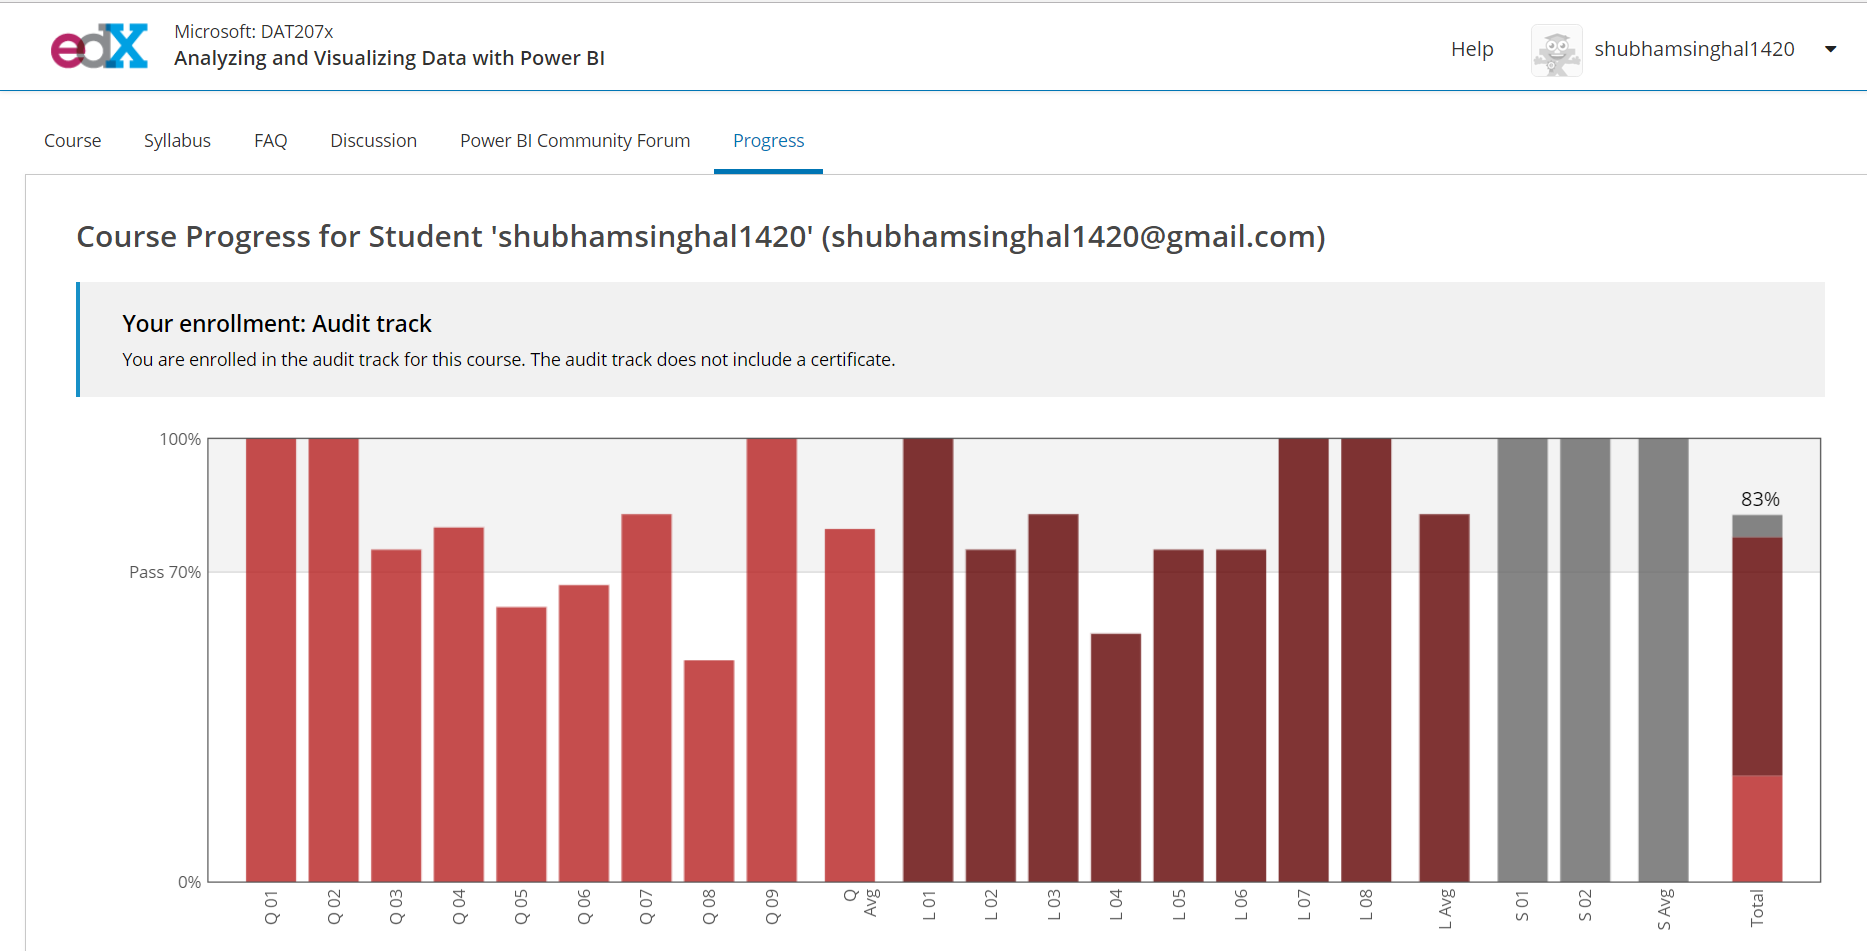 edX
Microsoft: DAT207x
Analyzing and Visualizing Data with Power BI
Help
shubhamsinghal1420
Course
Syllabus
FAQ
Discussion
Power BI Community Forum
Progress
Course Progress for Student 'shubhamsinghal1420' (shubhamsinghal1420@gmail.com)
Your enrollment: Audit track
You are enrolled in the audit track for this course. The audit track does not include a certificate.
100%
83%
Pass 70%
0%
Q 01
Q 02
Q 03
Q 04
Q 05
Q 06
Q 07
Q 08
Q 09
Q
Avg
L 01
L 02
L 03
L 04
L 05
L 06
L 07
L 08
L Avg
S 01
S 02
S Avg
Total